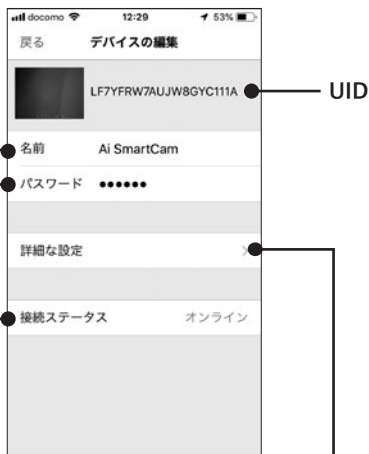 docomo 12:29 53%
戻る デバイスの編集
LF7YFRW7AUJW8GYC111A UID
名前 Ai SmartCam
パスワード ●●●●●●
詳細な設定 >
接続ステータス オンライン